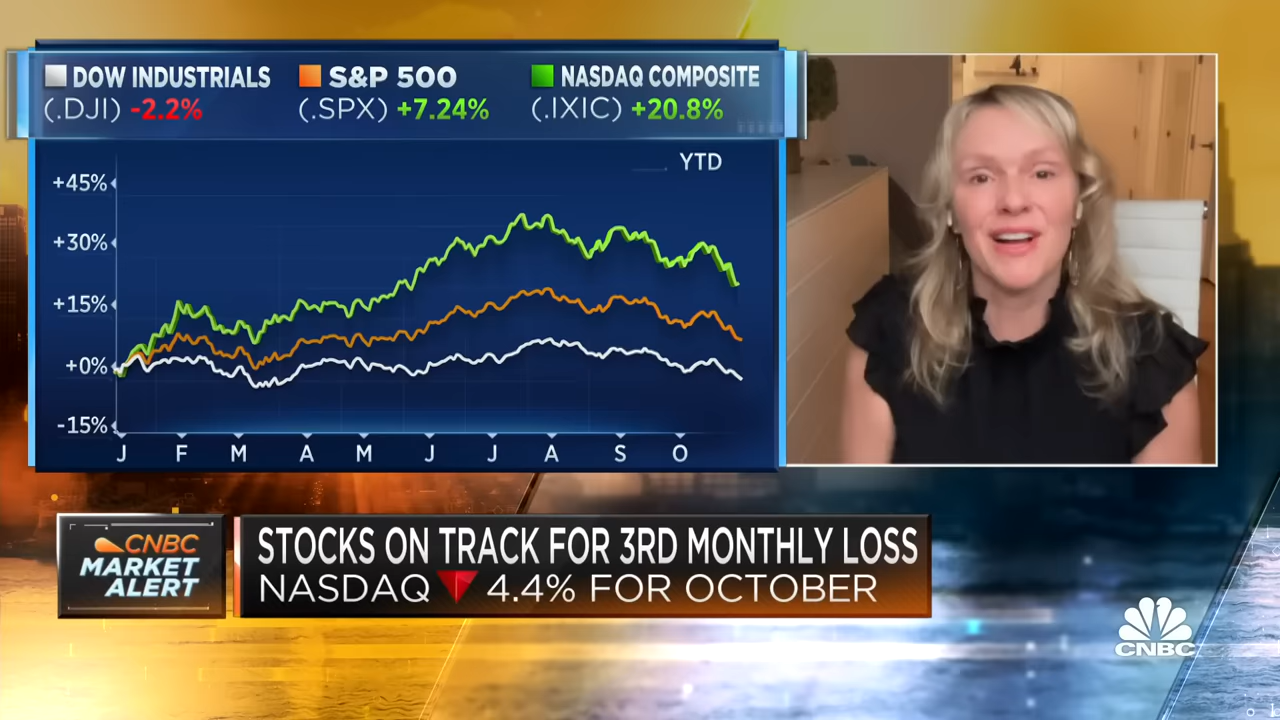 DOW INDUSTRIALS
(.DJI) -2.2%
S&P 500
(.SPX) +7.24%
NASDAQ COMPOSITE
(.IXIC) +20.8%
YTD
+45%
+30%
+15%
+0%
-15%
J F M A M J J A S O
CNBC
MARKET
ALERT
STOCKS ON TRACK FOR 3RD MONTHLY LOSS
NASDAQ 4.4% FOR OCTOBER
CNBC